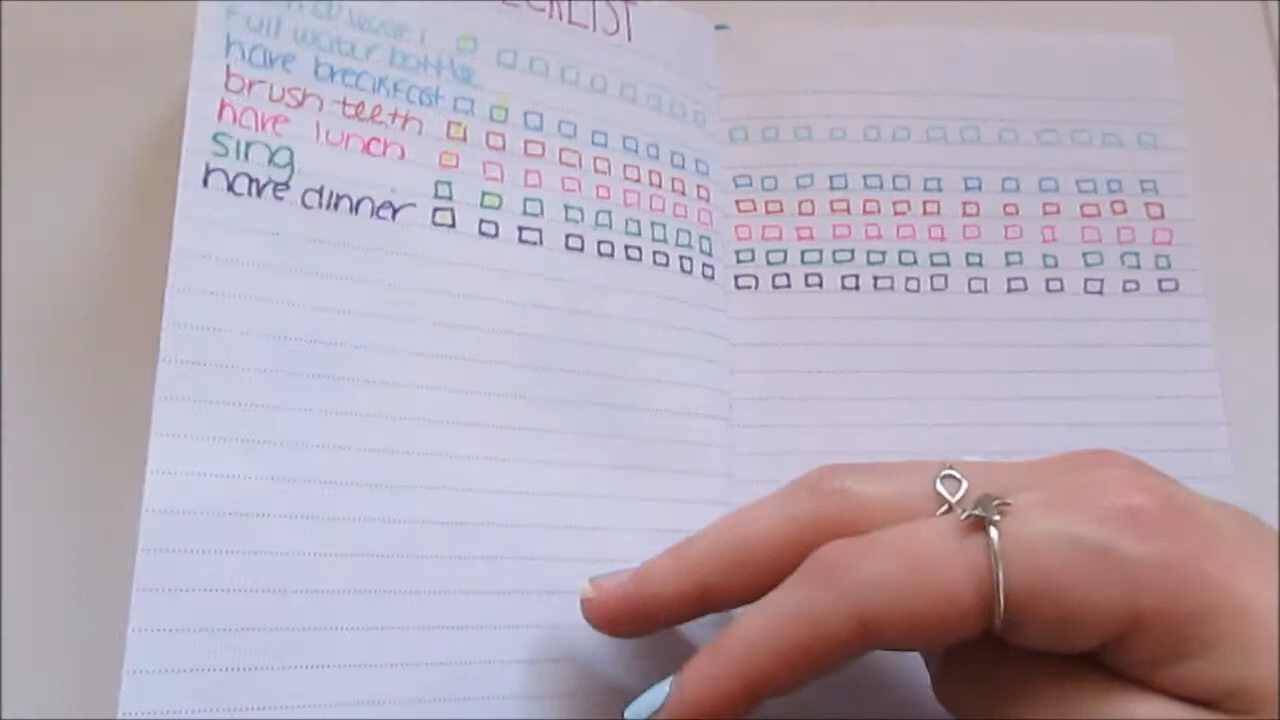 full water bottle
have breakfast
brush teeth
have lunch
sing
have dinner